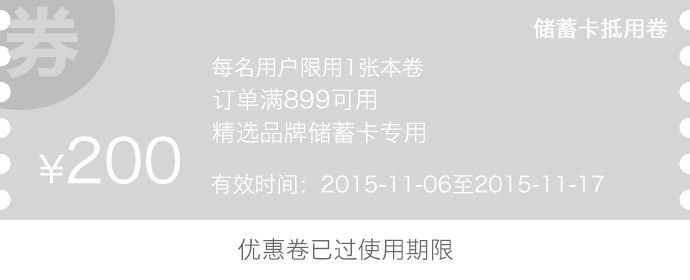 券
储蓄卡抵用卷
每名用户限用1张本卷
订单满899可用
精选品牌储蓄卡专用
¥200
有效时间：2015-11-06至2015-11-17
优惠卷已过使用期限